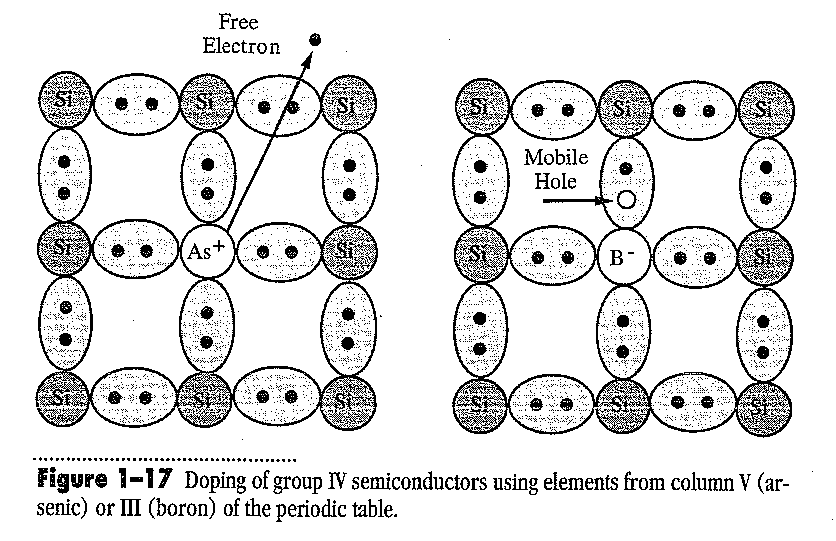 Free
Electron
Si Si Si
Si As+ Si
Si Si Si
Si Si Si
Mobile
Hole
Si B- Si
Si Si Si
Figure 1-17 Doping of group IV semiconductors using elements from column V (ar-
senic) or III (boron) of the periodic table.